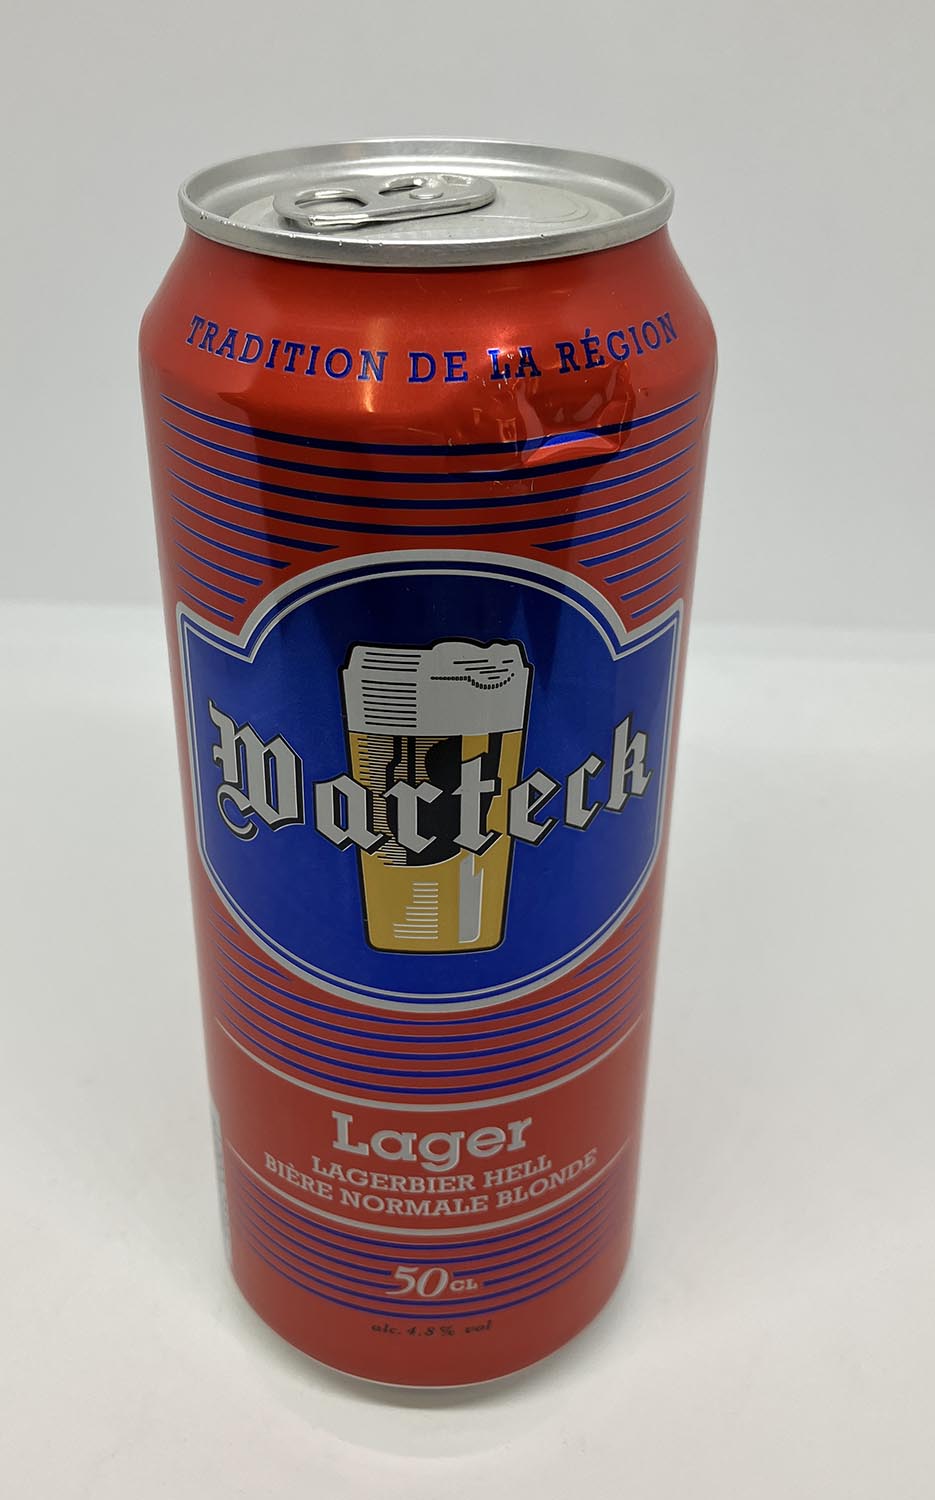 TRADITION DE LA RÉGION
Warteck
Lager
LAGERBIER HELL
BIÈRE NORMALE BLONDE
50CL
alc. 4.8% vol